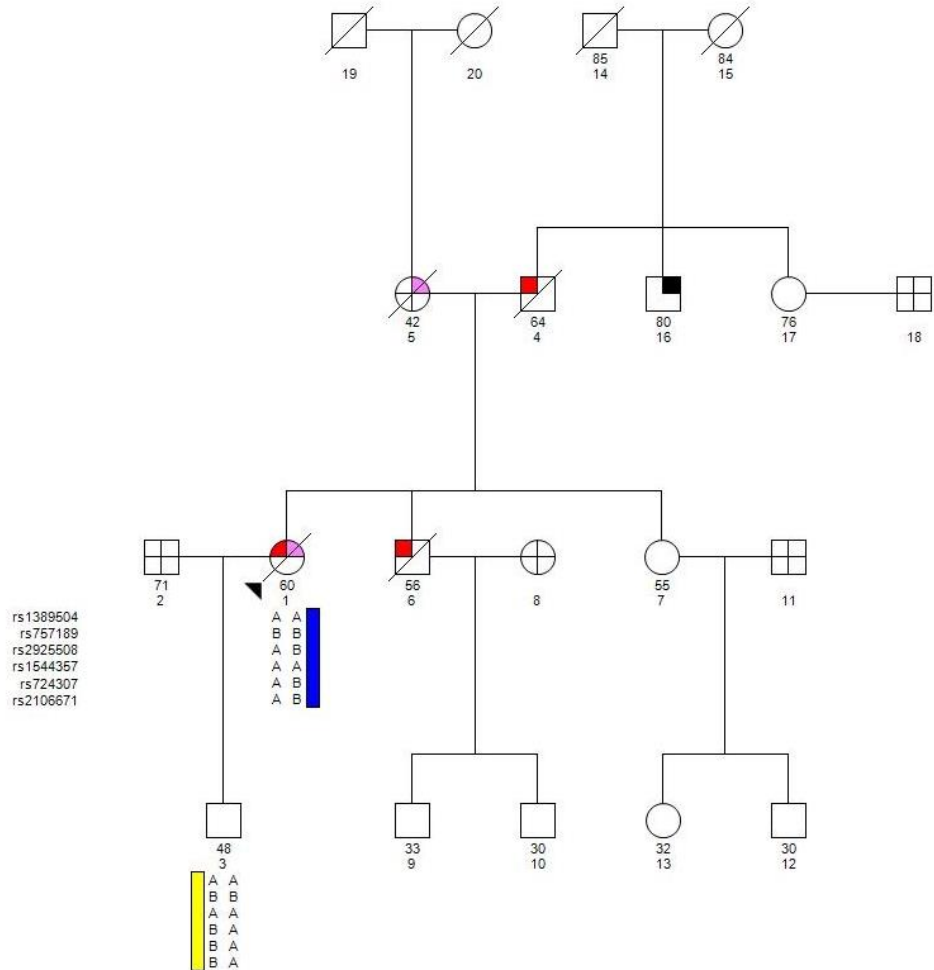 19 20 85 84
14 15
42 64 80 76
5 4 16 17 18
71 60 56 55
2 1 6 8 7 11
rs1389504 A A
rs757189 B B
rs2925508 A B
rs1544357 A A
rs724307 A B
rs2106671 A B
48 33 30 32 30
3 9 10 13 12
A A
B B
A A
B A
B A
B A